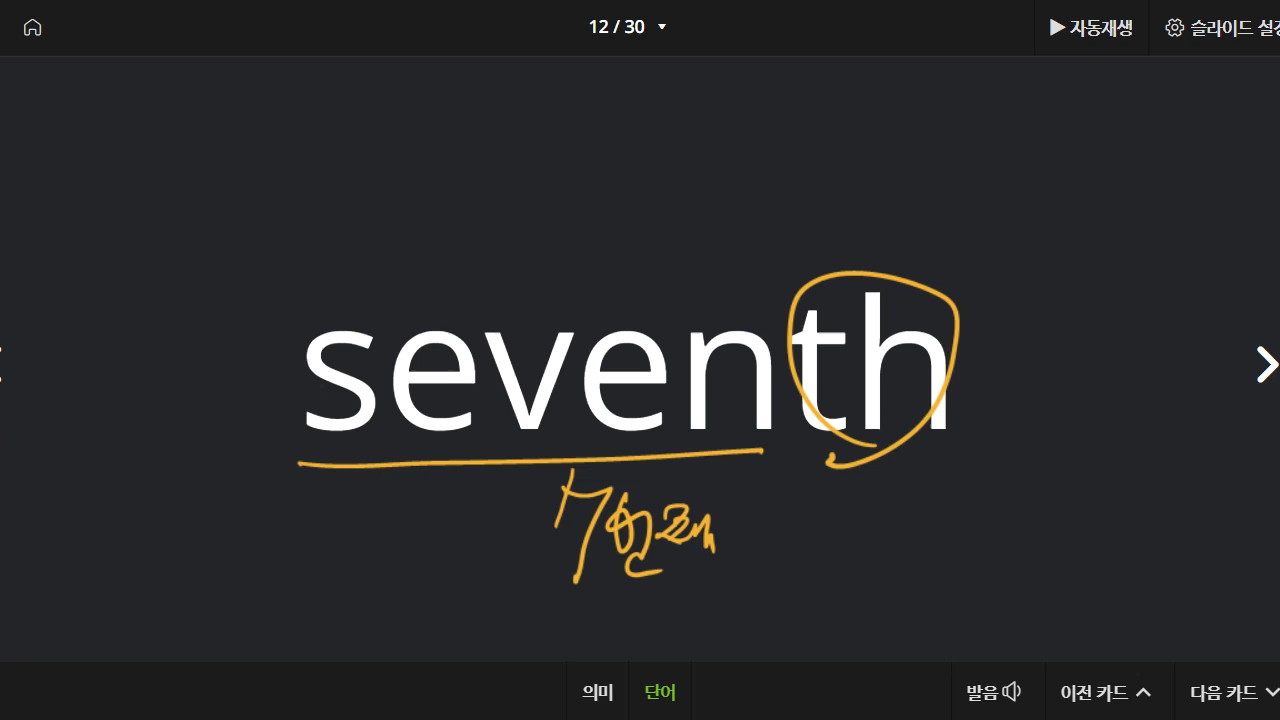 12 / 30
자동재생
슬라이드 설정
seventh
7번째
의미
단어
발음
이전 카드
다음 카드